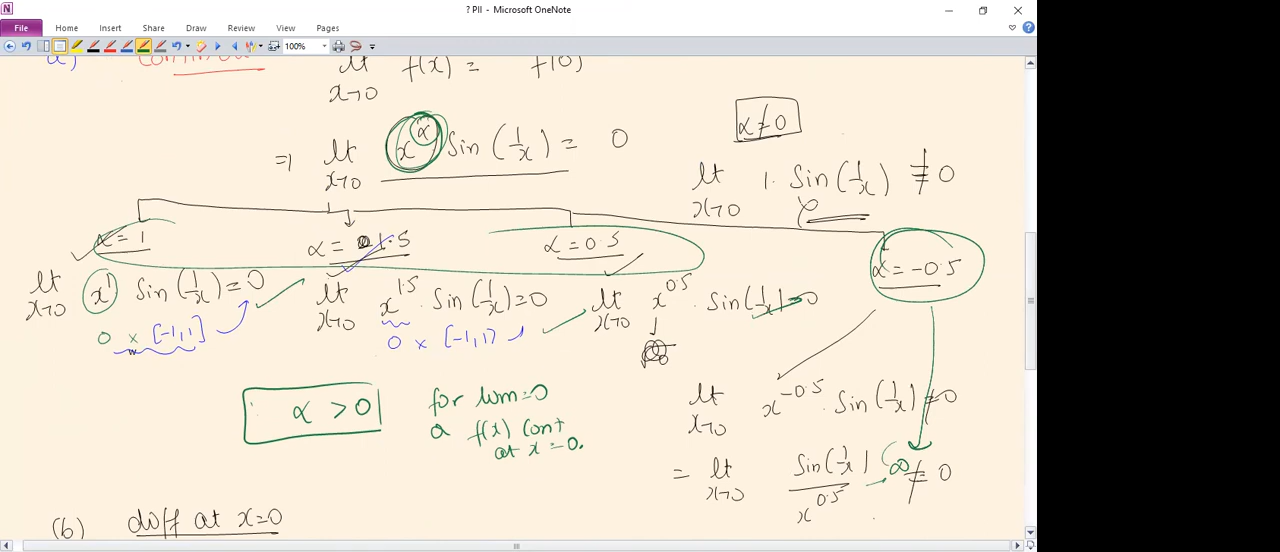 ? PII - Microsoft OneNote
File Home Insert Share Draw Review View Pages
100%
a)
lt f(x) = f(0)
x→0
α ≠ 0
⇒ lt x^α Sin (1/x) = 0
x→0
lt 1. Sin(1/x) ≠ 0
x→0
α = 1 α = 1.5 α = 0.5 α = -0.5
lt x^1 Sin(1/x) = 0 lt x^1.5 . Sin(1/x) = 0 lt x^0.5 . Sin(1/x) = 0
x→0 x→0 x→0
0 x [-1,1] 0 x [-1,1)
lt x^-0.5 . Sin(1/x) ≠ 0
x→0
α > 0 for lim=0
a f(x) Cont
at x=0.
= lt Sin(1/x) / x^0.5 ∞ ≠ 0
x→0
(b) diff at x=0